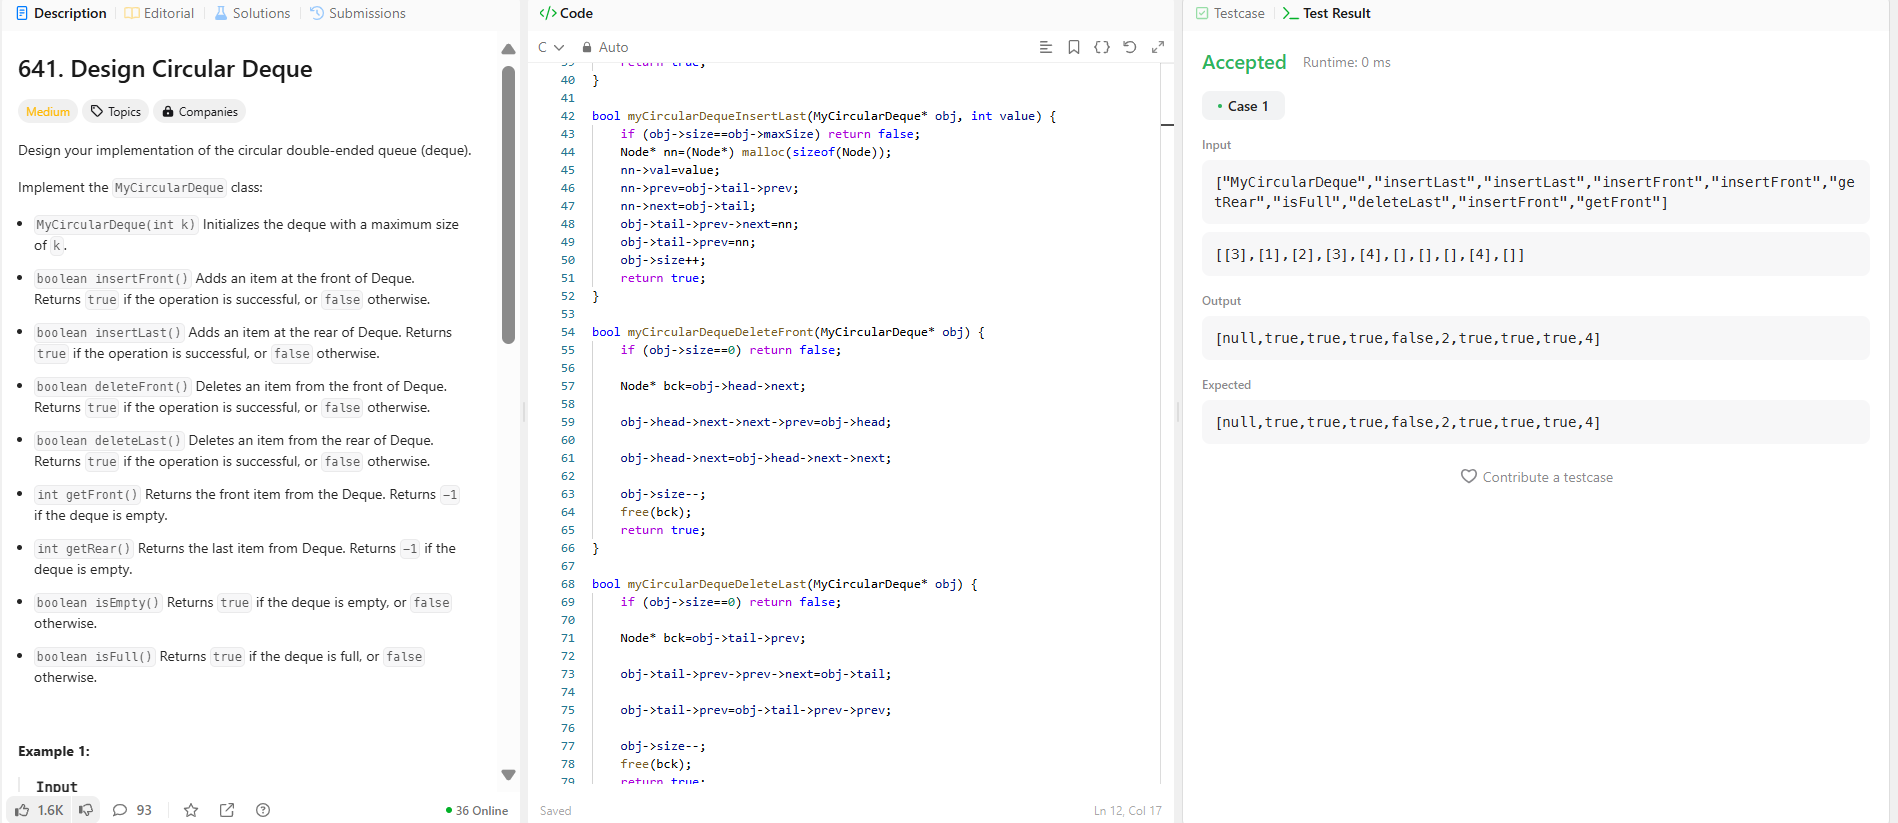 Description
Editorial
Solutions
Submissions
641. Design Circular Deque
Medium
Topics
Companies
Design your implementation of the circular double-ended queue (deque).
Implement the MyCircularDeque class:
• MyCircularDeque(int k) Initializes the deque with a maximum size
of k.
• boolean insertFront() Adds an item at the front of Deque.
Returns true if the operation is successful, or false otherwise.
• boolean insertLast() Adds an item at the rear of Deque. Returns
true if the operation is successful, or false otherwise.
• boolean deleteFront() Deletes an item from the front of Deque.
Returns true if the operation is successful, or false otherwise.
• boolean deleteLast() Deletes an item from the rear of Deque.
Returns true if the operation is successful, or false otherwise.
• int getFront() Returns the front item from the Deque. Returns -1
if the deque is empty.
• int getRear() Returns the last item from Deque. Returns -1 if the
deque is empty.
• boolean isEmpty() Returns true if the deque is empty, or false
otherwise.
• boolean isFull() Returns true if the deque is full, or false
otherwise.
Example 1:
Input
1.6K
93
36 Online
</> Code
C
Auto
39 return true;
40 }
41
42 bool myCircularDequeInsertLast(MyCircularDeque* obj, int value) {
43 if (obj->size==obj->maxSize) return false;
44 Node* nn=(Node*) malloc(sizeof(Node));
45 nn->val=value;
46 nn->prev=obj->tail->prev;
47 nn->next=obj->tail;
48 obj->tail->prev->next=nn;
49 obj->tail->prev=nn;
50 obj->size++;
51 return true;
52 }
53
54 bool myCircularDequeDeleteFront(MyCircularDeque* obj) {
55 if (obj->size==0) return false;
56
57 Node* bck=obj->head->next;
58
59 obj->head->next->next->prev=obj->head;
60
61 obj->head->next=obj->head->next->next;
62
63 obj->size--;
64 free(bck);
65 return true;
66 }
67
68 bool myCircularDequeDeleteLast(MyCircularDeque* obj) {
69 if (obj->size==0) return false;
70
71 Node* bck=obj->tail->prev;
72
73 obj->tail->prev->prev->next=obj->tail;
74
75 obj->tail->prev=obj->tail->prev->prev;
76
77 obj->size--;
78 free(bck);
79 return true;
Saved
Ln 12, Col 17
Testcase
Test Result
Accepted
Runtime: 0 ms
• Case 1
Input
["MyCircularDeque","insertLast","insertLast","insertFront","insertFront","ge
tRear","isFull","deleteLast","insertFront","getFront"]
[[3],[1],[2],[3],[4],[],[],[],[4],[]]
Output
[null,true,true,true,false,2,true,true,true,4]
Expected
[null,true,true,true,false,2,true,true,true,4]
Contribute a testcase